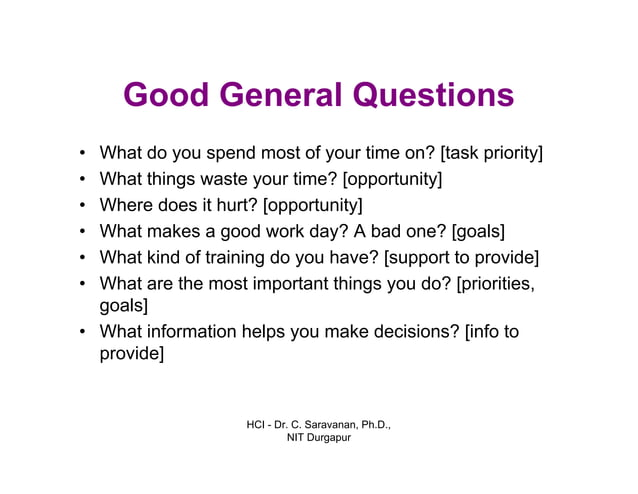 Good General Questions
• What do you spend most of your time on? [task priority]
• What things waste your time? [opportunity]
• Where does it hurt? [opportunity]
• What makes a good work day? A bad one? [goals]
• What kind of training do you have? [support to provide]
• What are the most important things you do? [priorities,
goals]
• What information helps you make decisions? [info to
provide]
HCI - Dr. C. Saravanan, Ph.D.,
NIT Durgapur